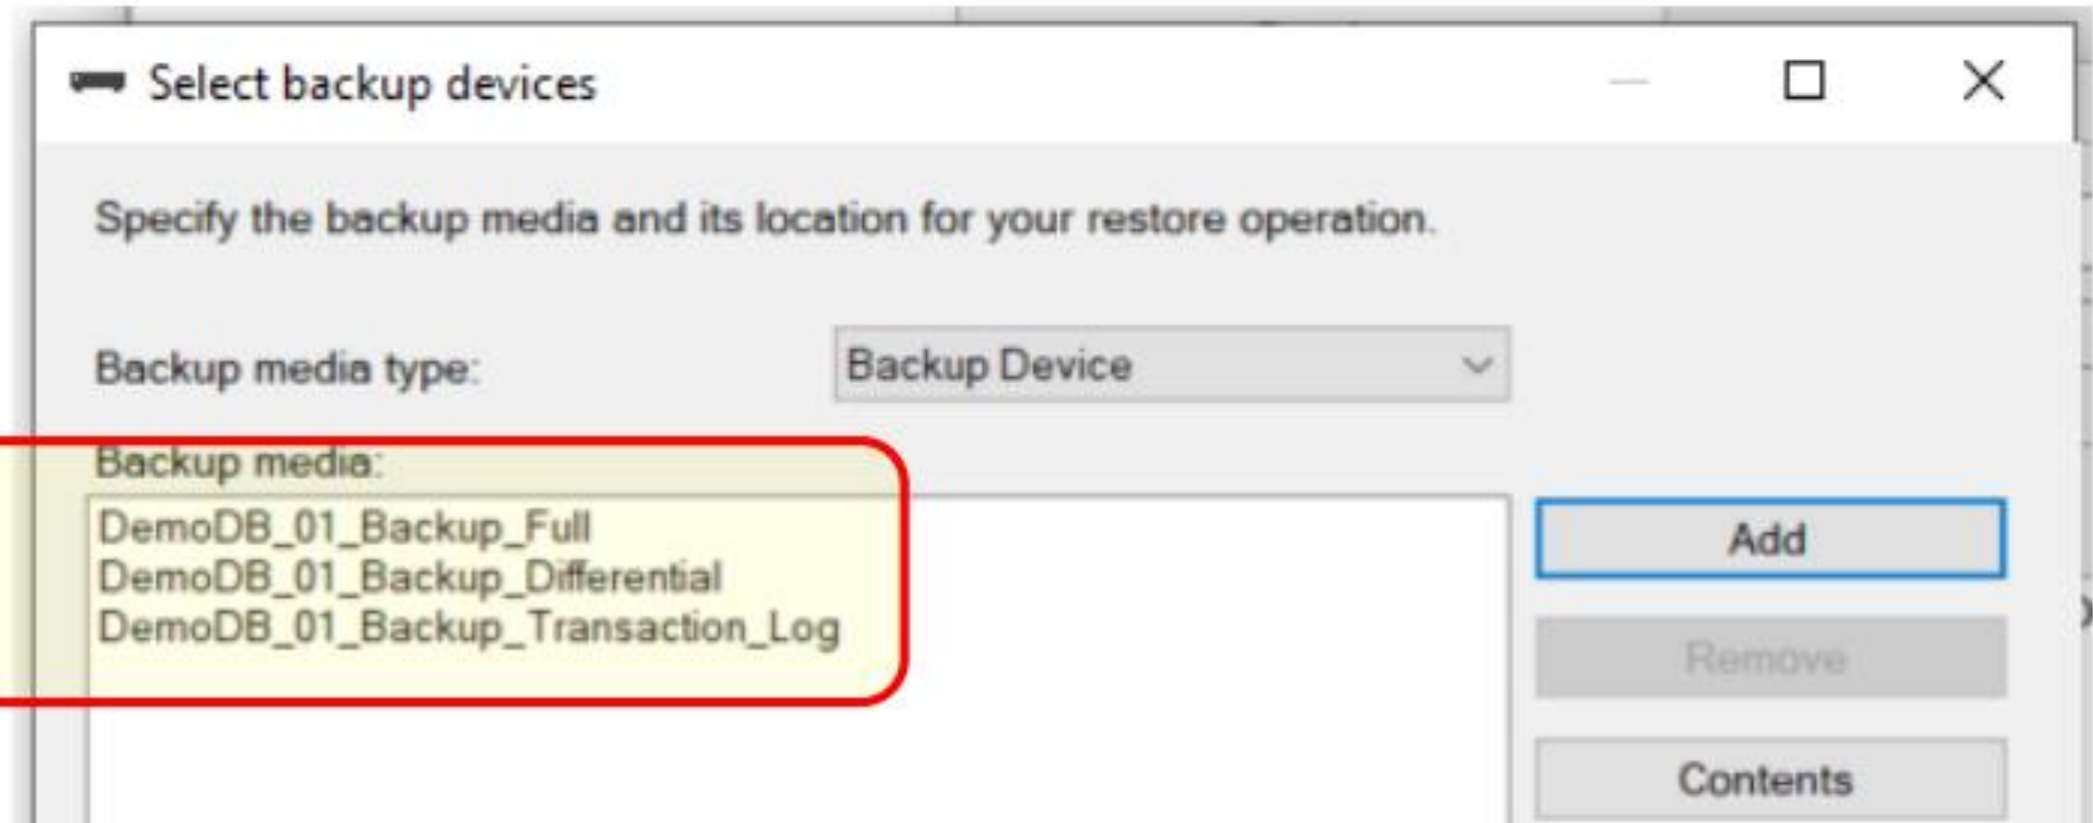 Select backup devices
Specify the backup media and its location for your restore operation.
Backup media type:
Backup Device
Backup media:
DemoDB_01_Backup_Full
DemoDB_01_Backup_Differential
DemoDB_01_Backup_Transaction_Log
Add
Remove
Contents